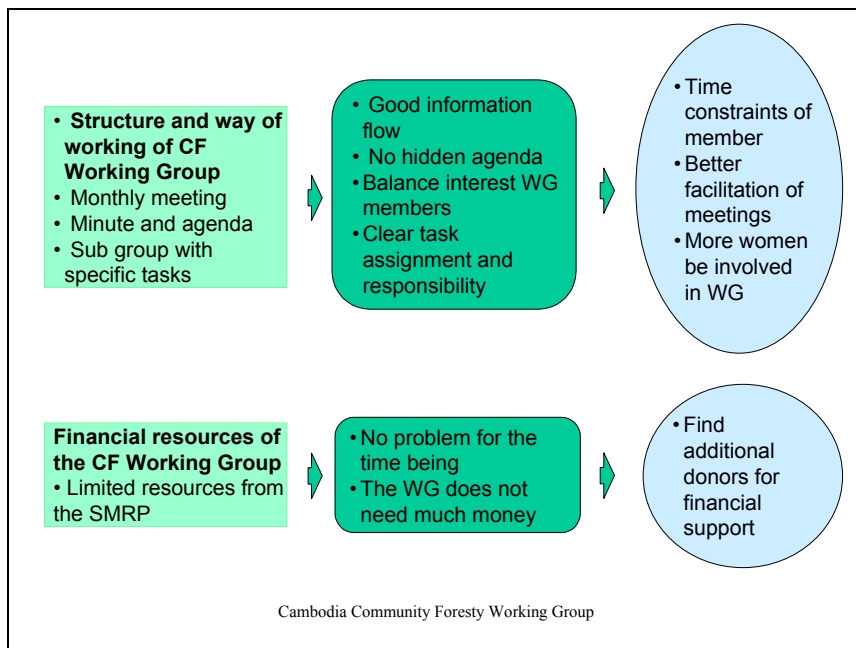 • Structure and way of
working of CF
Working Group
• Monthly meeting
• Minute and agenda
• Sub group with
specific tasks
• Good information
flow
• No hidden agenda
• Balance interest WG
members
• Clear task
assignment and
responsibility
• Time
constraints of
member
• Better
facilitation of
meetings
• More women
be involved
in WG
Financial resources of
the CF Working Group
• Limited resources from
the SMRP
• No problem for the
time being
• The WG does not
need much money
• Find
additional
donors for
financial
support
Cambodia Community Foresty Working Group